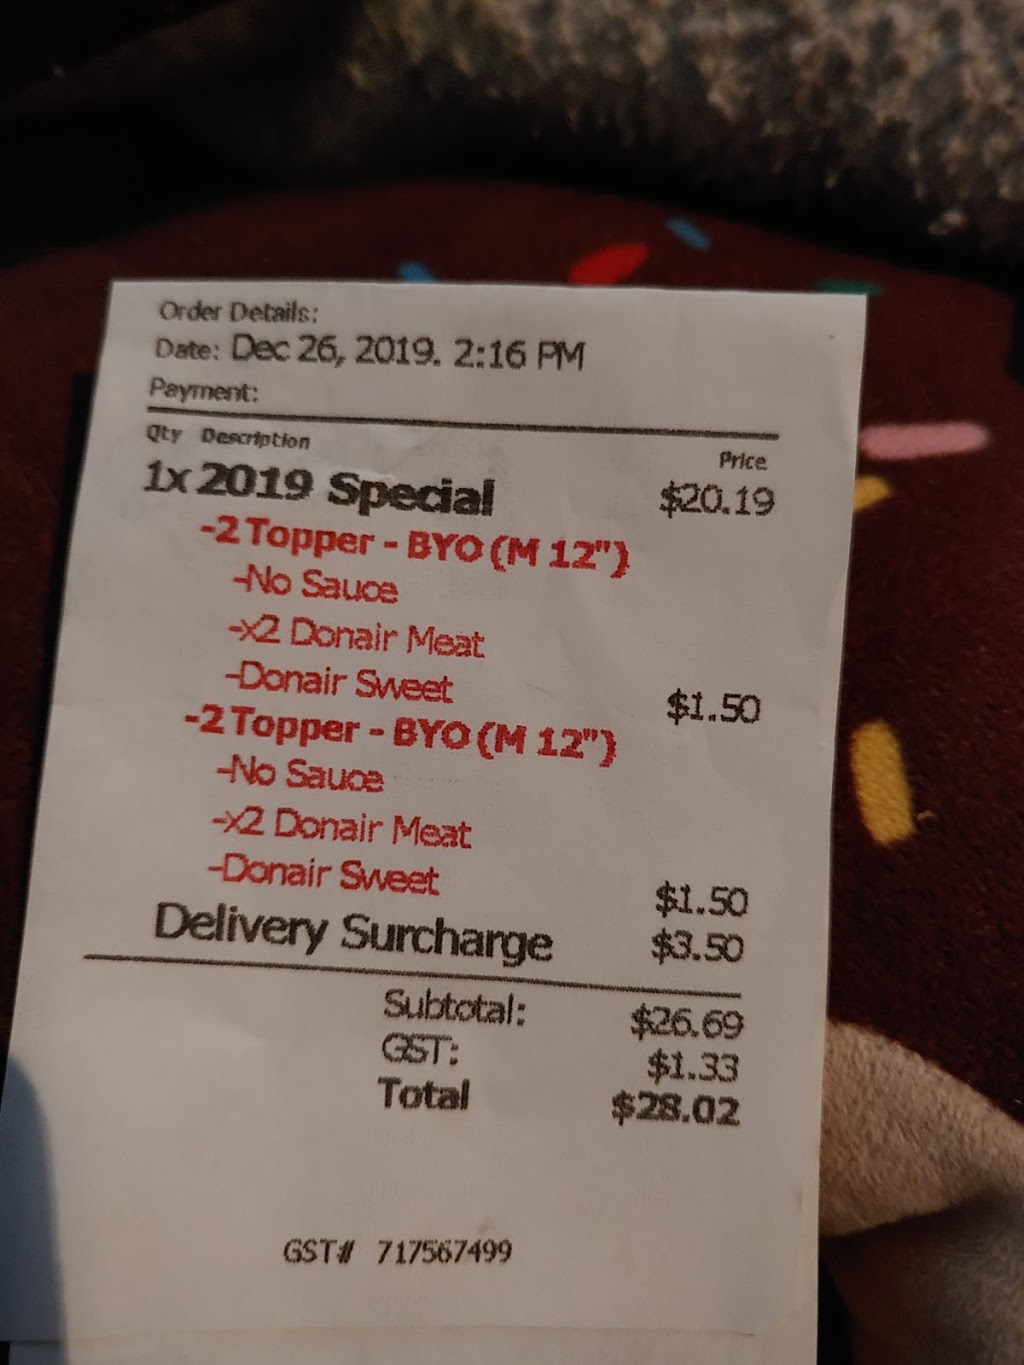 Order Details:
Date: Dec 26, 2019. 2:16 PM
Payment:
Qty Description Price
1x 2019 Special $20.19
-2 Topper - BYO (M 12")
-No Sauce
-x2 Donair Meat
-Donair Sweet $1.50
-2 Topper - BYO (M 12")
-No Sauce
-x2 Donair Meat
-Donair Sweet $1.50
Delivery Surcharge $3.50
Subtotal: $26.69
GST: $1.33
Total $28.02
GST# 717567499